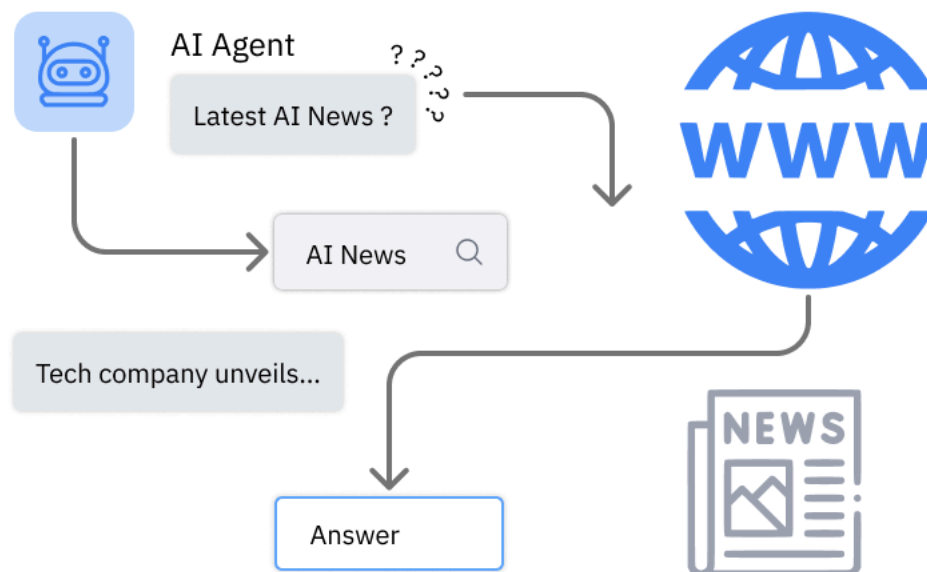 AI Agent
? ? ? ? ? ?
Latest AI News ?
WWW
AI News
Tech company unveils...
NEWS
Answer